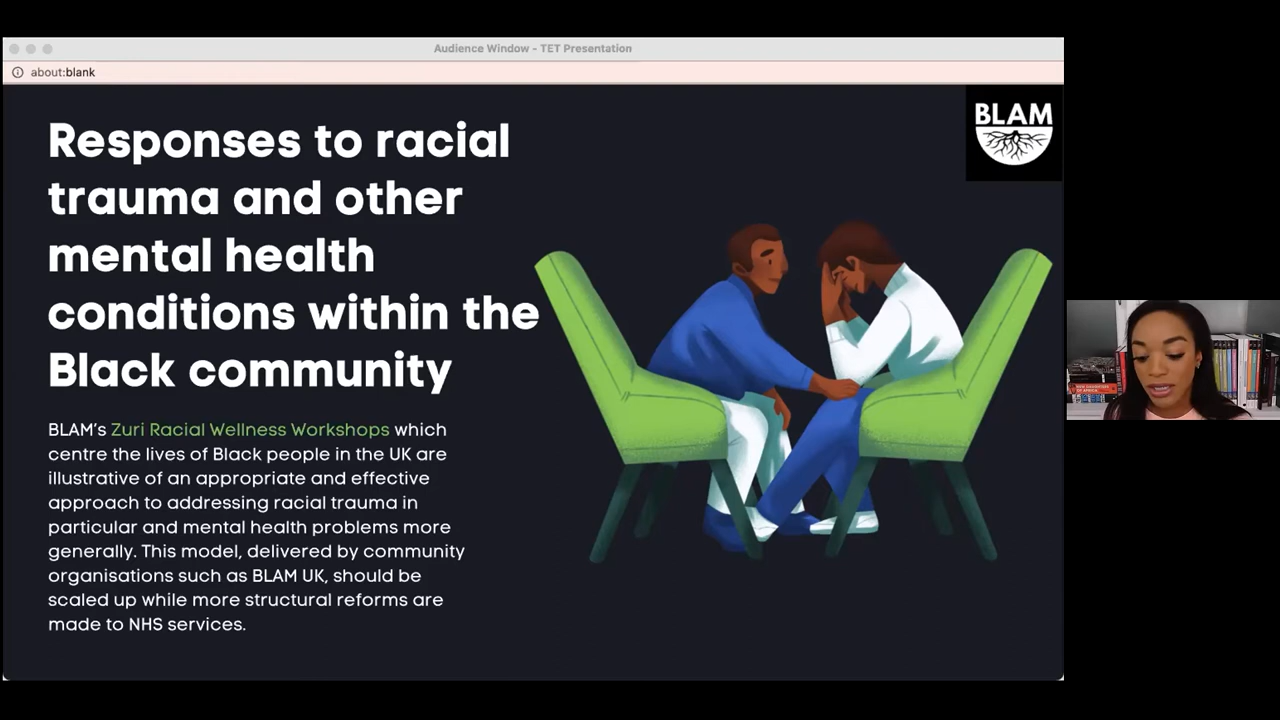 Audience Window - TET Presentation
about:blank
BLAM
Responses to racial
trauma and other
mental health
conditions within the
Black community
BLAM's Zuri Racial Wellness Workshops which
centre the lives of Black people in the UK are
illustrative of an appropriate and effective
approach to addressing racial trauma in
particular and mental health problems more
generally. This model, delivered by community
organisations such as BLAM UK, should be
scaled up while more structural reforms are
made to NHS services.